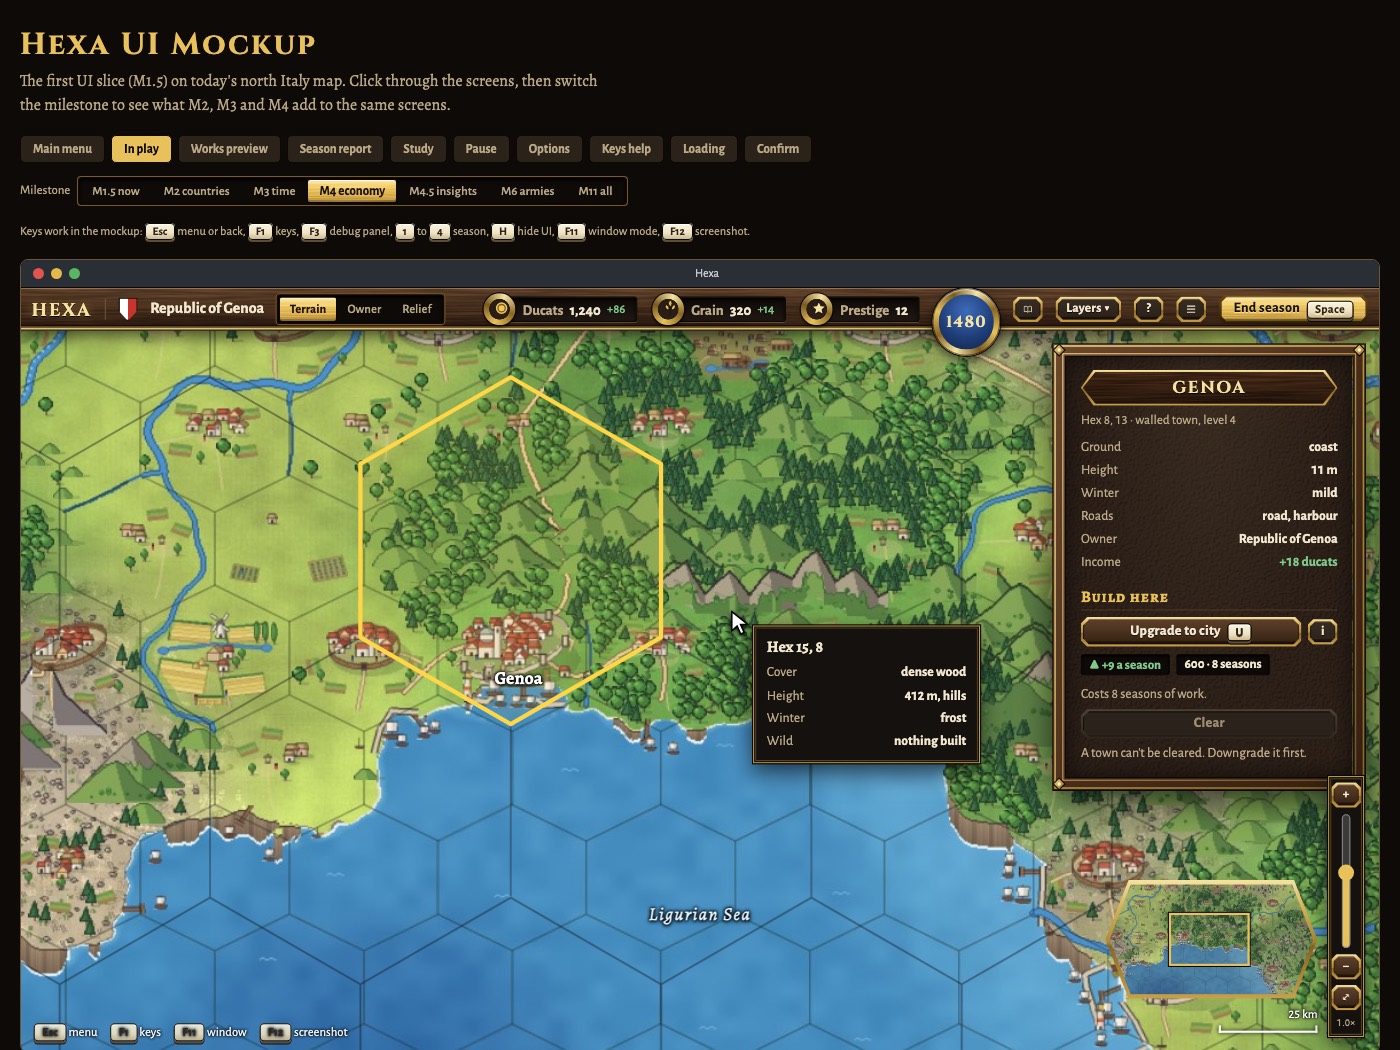 Hexa UI Mockup
The first UI slice (M1.5) on today's north Italy map. Click through the screens, then switch
the milestone to see what M2, M3 and M4 add to the same screens.
Main menu In play Works preview Season report Study Pause Options Keys help Loading Confirm
Milestone M1.5 now M2 countries M3 time M4 economy M4.5 insights M6 armies M11 all
Keys work in the mockup: Esc menu or back, F1 keys, F3 debug panel, 1 to 4 season, H hide UI, F11 window mode, F12 screenshot.
Hexa
HEXA Republic of Genoa Terrain Owner Relief Ducats 1,240 +86 Grain 320 +14 Prestige 12 1480 Layers ▾ ? ☰ End season Space
GENOA
Hex 8, 13 · walled town, level 4
Ground coast
Height 11 m
Winter mild
Roads road, harbour
Owner Republic of Genoa
Income +18 ducats
Build here
Upgrade to city U i
▲ +9 a season 600 · 8 seasons
Costs 8 seasons of work.
Clear
A town can't be cleared. Downgrade it first.
Hex 15, 8
Cover dense wood
Height 412 m, hills
Winter frost
Wild nothing built
Genoa
Ligurian Sea
+
−
25 km
1.0×
Esc menu F1 keys F11 window F12 screenshot